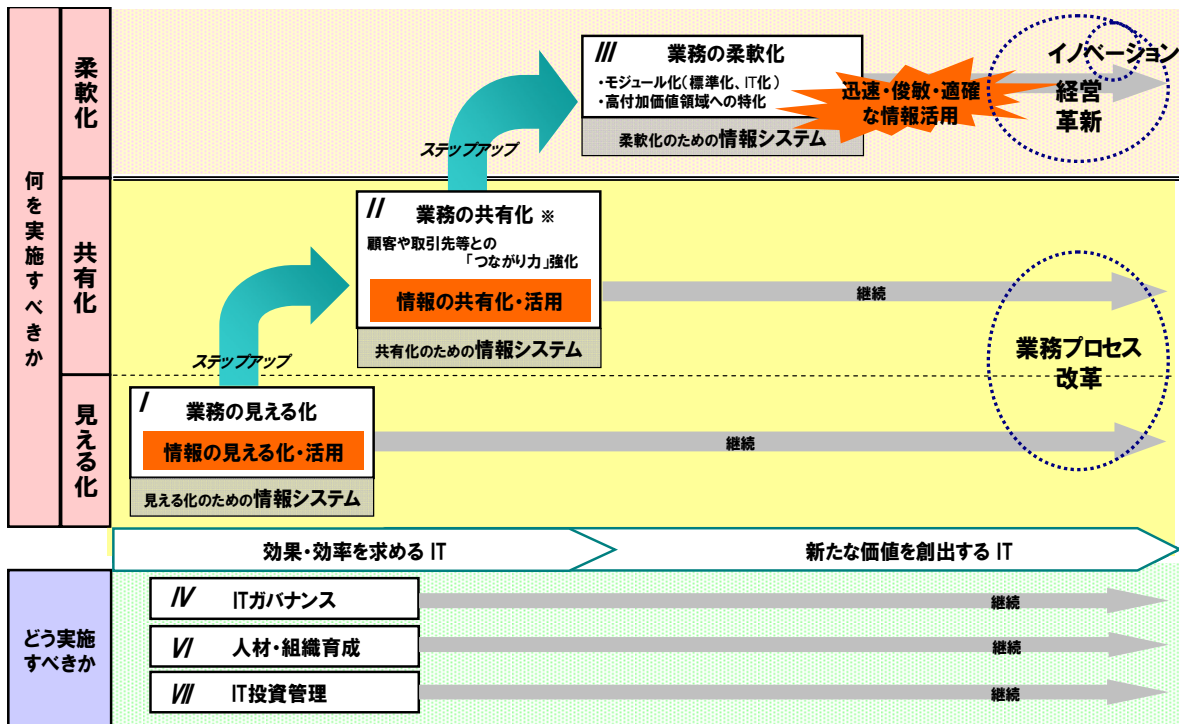 何を実施すべきか
柔軟化
III 業務の柔軟化
・モジュール化(標準化、IT化)
・高付加価値領域への特化
柔軟化のための情報システム
迅速・俊敏・適確
な情報活用
イノベーション
経営
革新
ステップアップ
共有化
II 業務の共有化 ※
顧客や取引先等との
「つながり力」強化
情報の共有化・活用
共有化のための情報システム
継続
業務プロセス
改革
ステップアップ
見える化
I 業務の見える化
情報の見える化・活用
見える化のための情報システム
継続
効果・効率を求める IT
新たな価値を創出する IT
どう実施
すべきか
IV ITガバナンス
継続
VI 人材・組織育成
継続
VII IT投資管理
継続